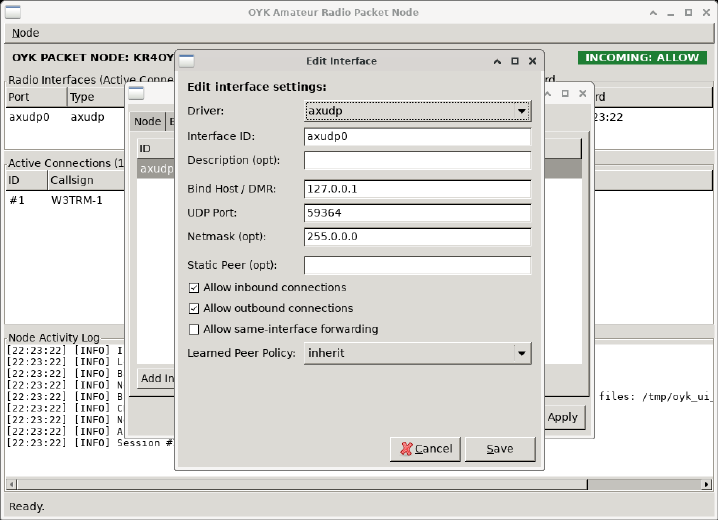 OYK Amateur Radio Packet Node
Node
OYK PACKET NODE: KR4OY
INCOMING: ALLOW
Radio Interfaces (Active Conne
Port Type
axudp0 axudp
23:22
Active Connections (1
ID Callsign
#1 W3TRM-1
Node
ID
axudp
Add In
Apply
Edit Interface
Edit interface settings:
Driver: axudp
Interface ID: axudp0
Description (opt):
Bind Host / DMR: 127.0.0.1
UDP Port: 59364
Netmask (opt): 255.0.0.0
Static Peer (opt):
Allow inbound connections
Allow outbound connections
Allow same-interface forwarding
Learned Peer Policy: inherit
Cancel Save
Node Activity Log
[22:23:22] [INFO] I
[22:23:22] [INFO] L
[22:23:22] [INFO] B
[22:23:22] [INFO] N
[22:23:22] [INFO] B files: /tmp/oyk_ui_
[22:23:22] [INFO] C
[22:23:22] [INFO] N
[22:23:22] [INFO] A
[22:23:22] [INFO] Session #
Ready.